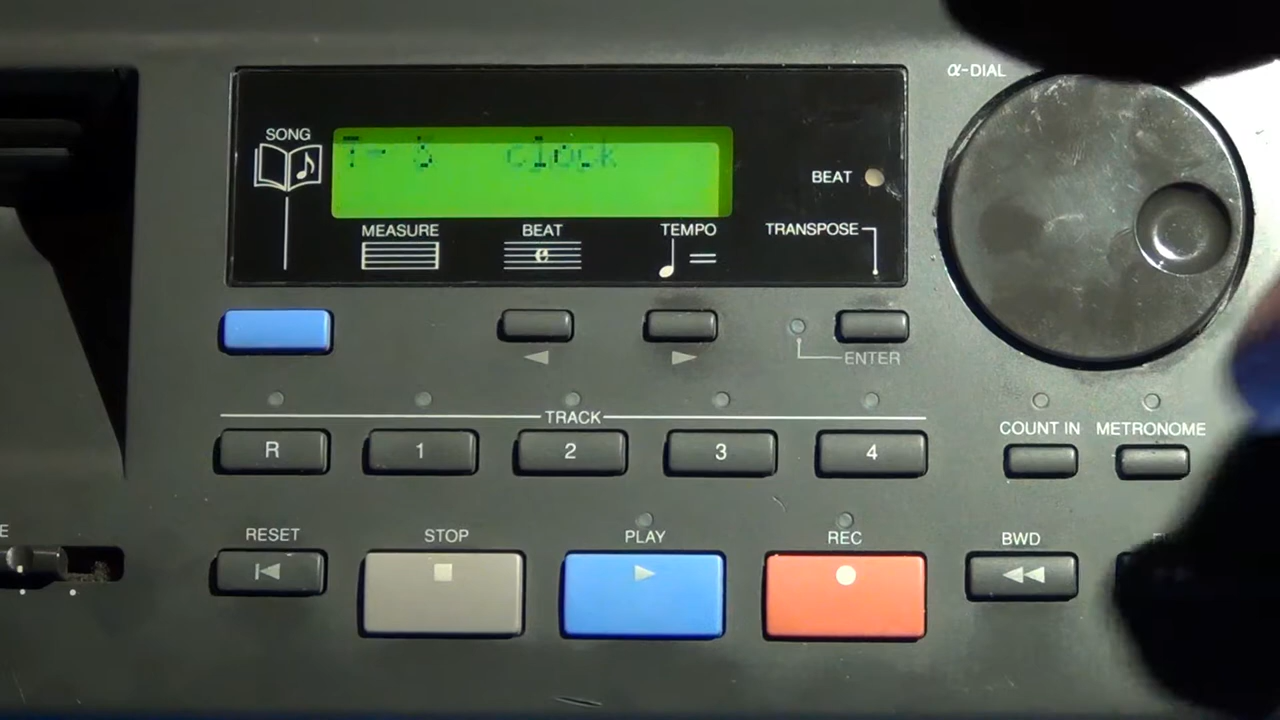 α-DIAL
SONG
clock
BEAT
MEASURE
BEAT
TEMPO
TRANSPOSE
ENTER
TRACK
R
1
2
3
4
COUNT IN
METRONOME
RESET
STOP
PLAY
REC
BWD